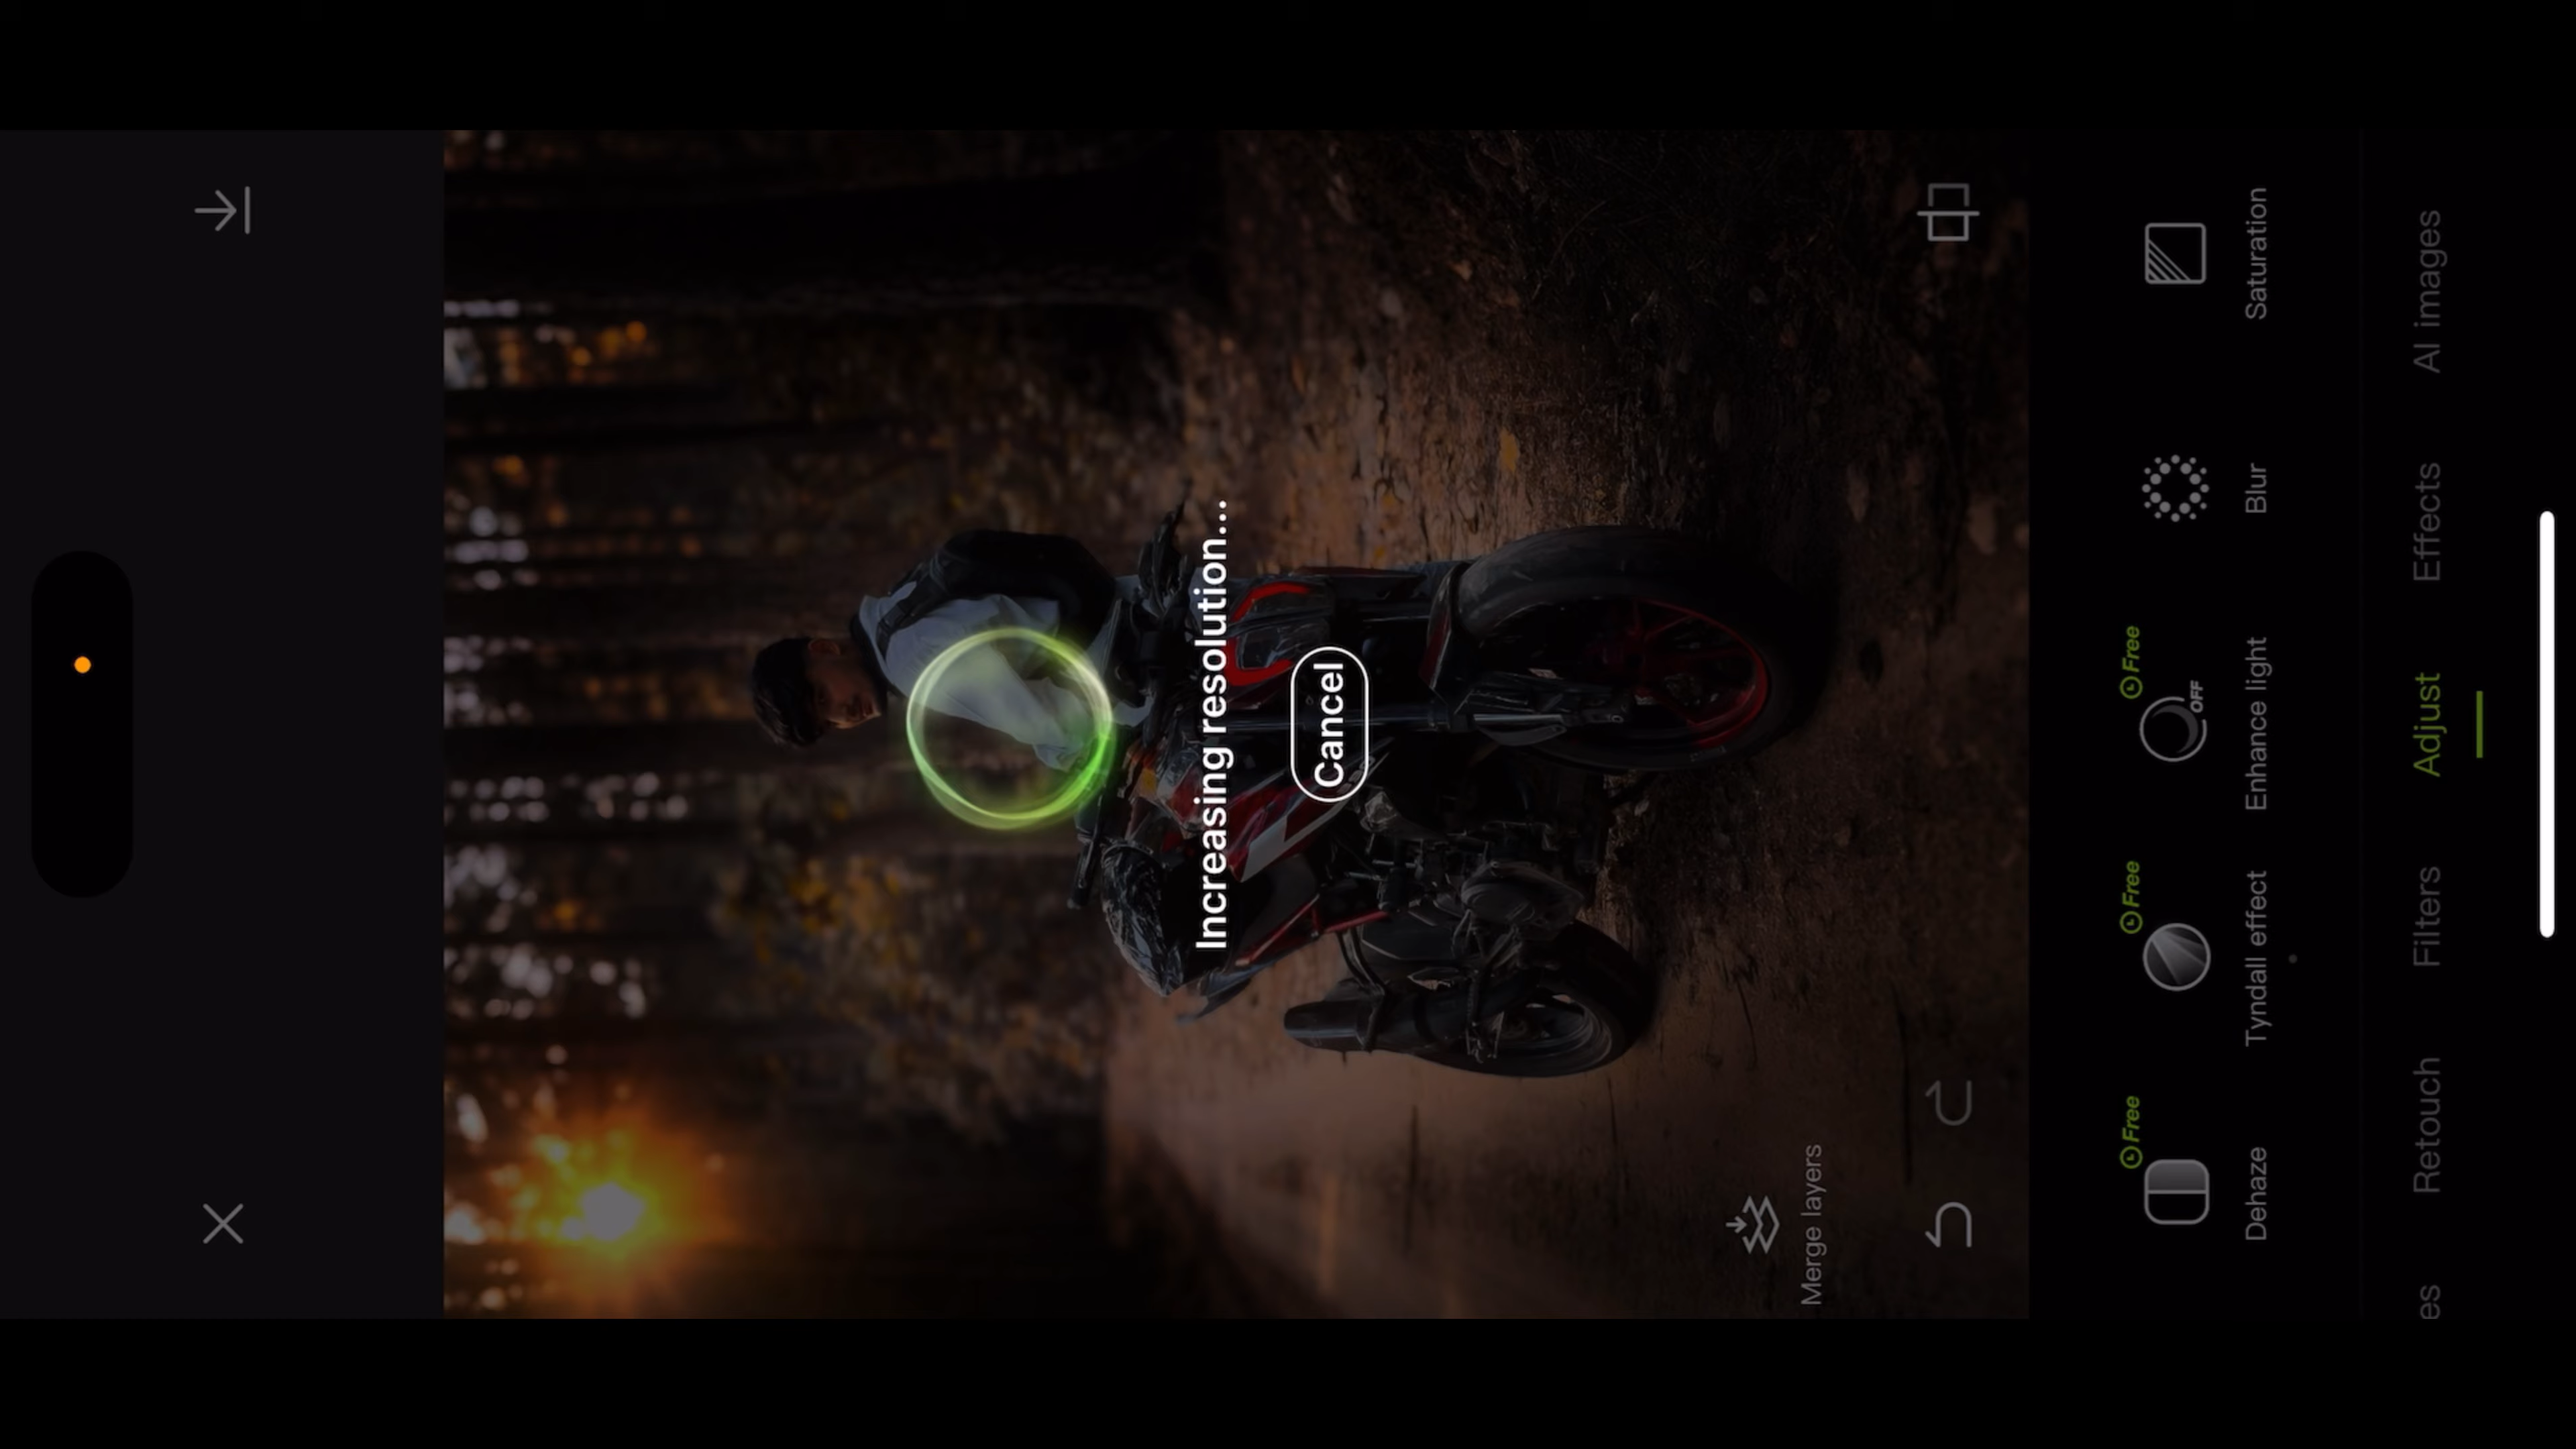 Increasing resolution...
Cancel
Merge layers
Free
Free
Free
OFF
Dehaze
Tyndall effect
Enhance light
Blur
Saturation
es
Retouch
Filters
Adjust
Effects
AI images